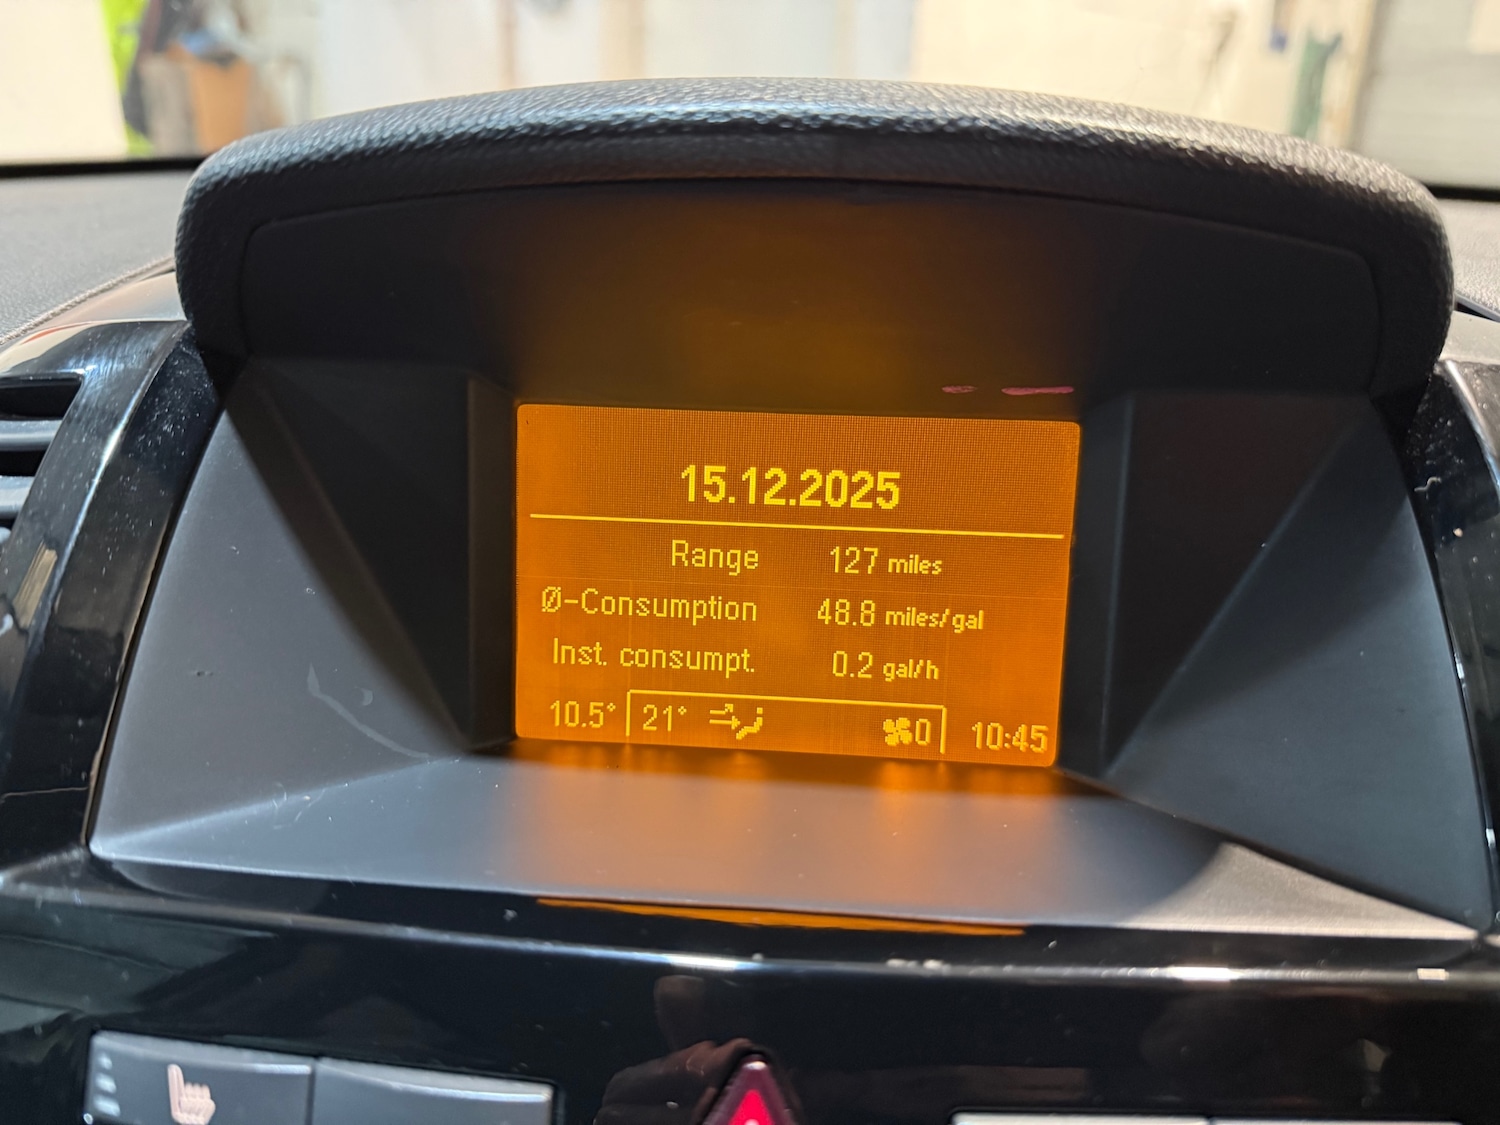 15.12.2025
Range 127 miles
Ø-Consumption 48.8 miles/gal
Inst. consumpt. 0.2 gal/h
10.5° 21° 0 10:45